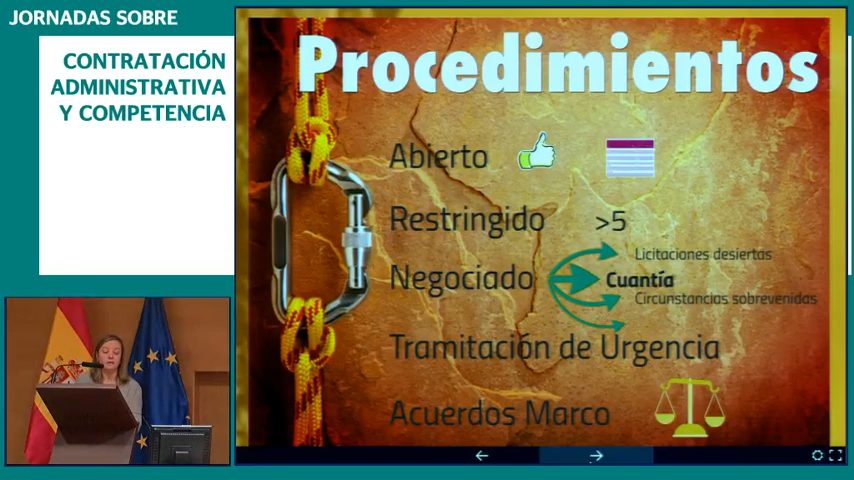 JORNADAS SOBRE
CONTRATACIÓN
ADMINISTRATIVA
Y COMPETENCIA
Procedimientos
Abierto
Restringido >5
Negociado
Licitaciones desiertas
Cuantía
Circunstancias sobrevenidas
Tramitación de Urgencia
Acuerdos Marco